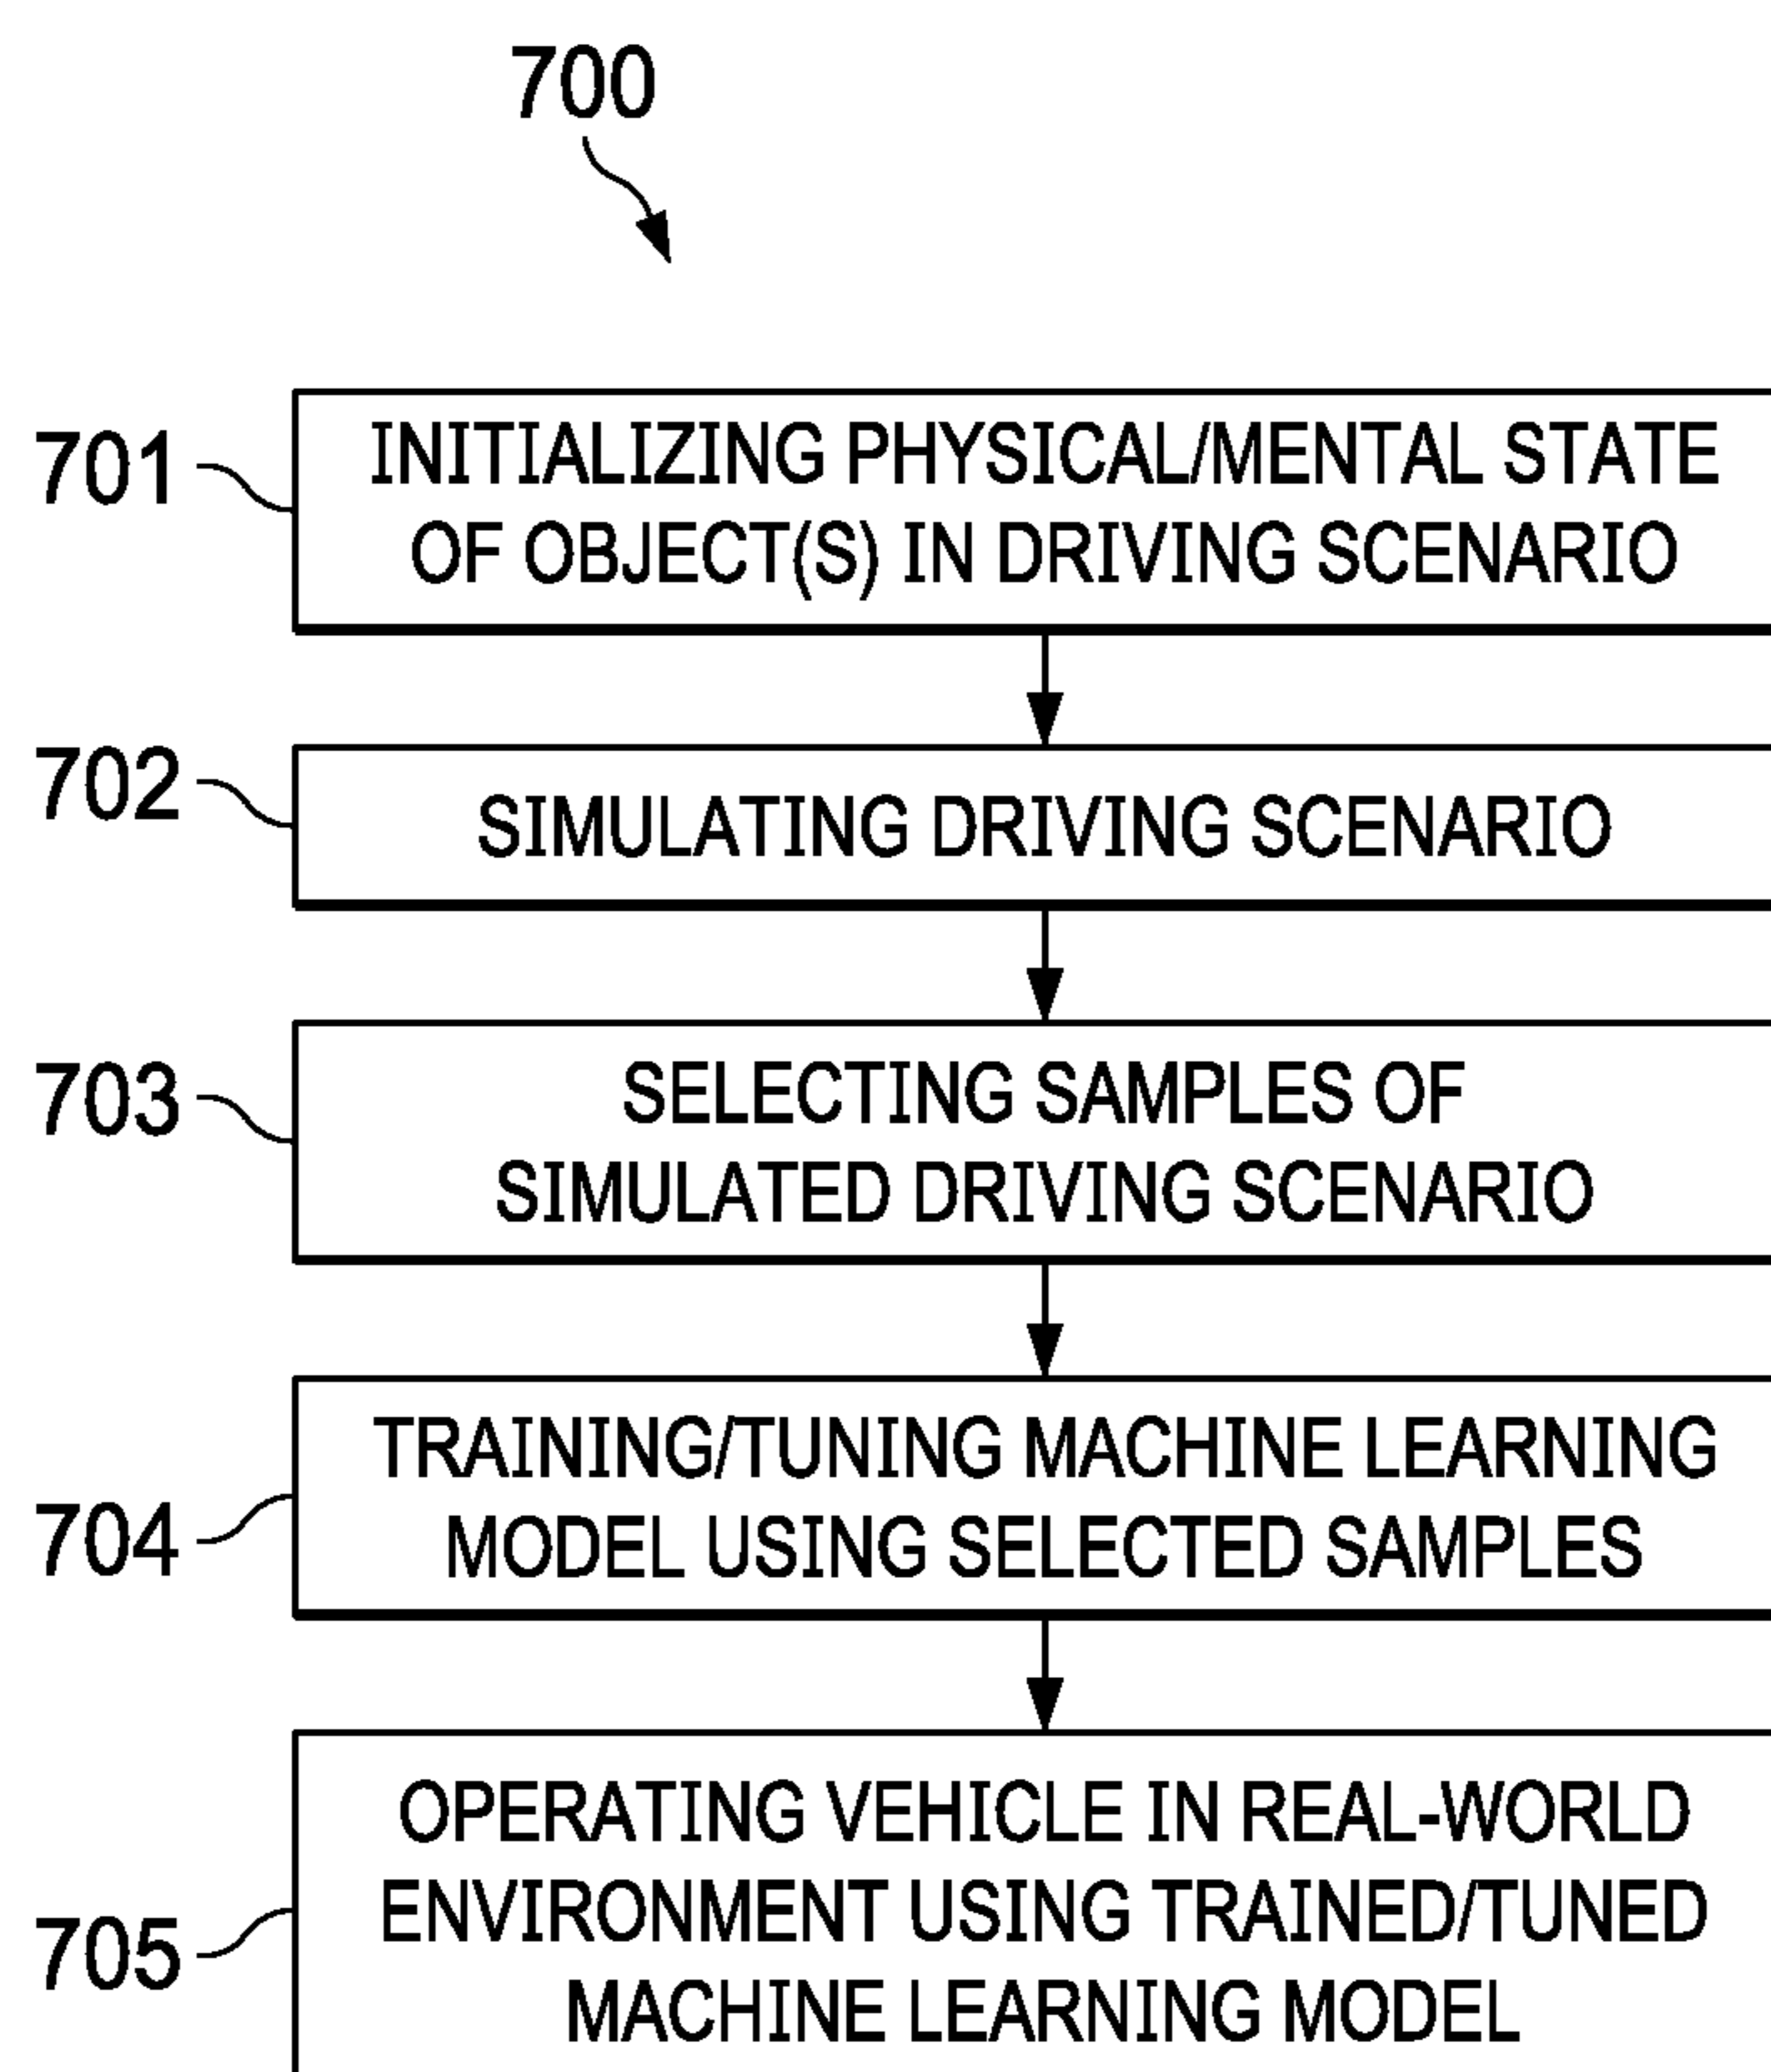 700
701
INITIALIZING PHYSICAL/MENTAL STATE
OF OBJECT(S) IN DRIVING SCENARIO
702
SIMULATING DRIVING SCENARIO
703
SELECTING SAMPLES OF
SIMULATED DRIVING SCENARIO
704
TRAINING/TUNING MACHINE LEARNING
MODEL USING SELECTED SAMPLES
705
OPERATING VEHICLE IN REAL-WORLD
ENVIRONMENT USING TRAINED/TUNED
MACHINE LEARNING MODEL